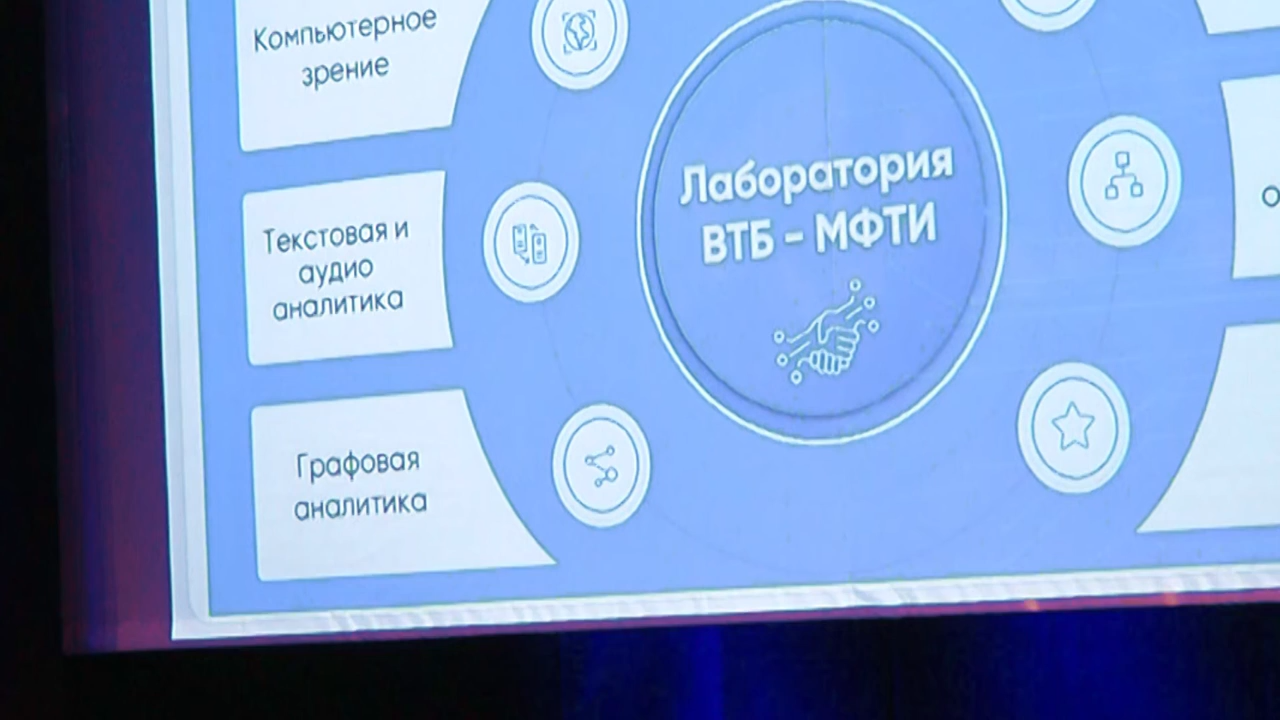 Компьютерное
зрение
Текстовая и
аудио
аналитика
Графовая
аналитика
Лаборатория
ВТБ – МФТИ